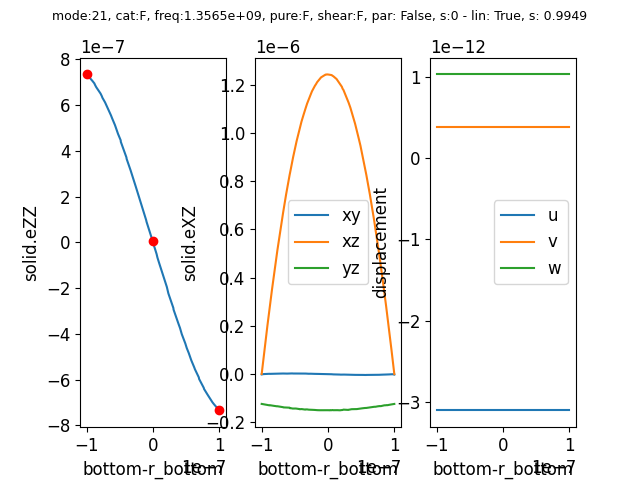 mode:21, cat:F, freq:1.3565e+09, pure:F, shear:F, par: False, s:0 - lin: True, s: 0.9949
1e−7
8
6
4
2
0
−2
−4
−6
−8
solid.eZZ
−1
0
1
1e−7
bottom-r_bottom
1e−6
1.2
1.0
0.8
0.6
0.4
0.2
0.0
−0.2
solid.eXZ
xy
xz
yz
−1
0
1
1e−7
bottom-r_bottom
1e−12
1
0
−1
−2
−3
displacement
u
v
w
−1
0
1
1e−7
bottom-r_bottom